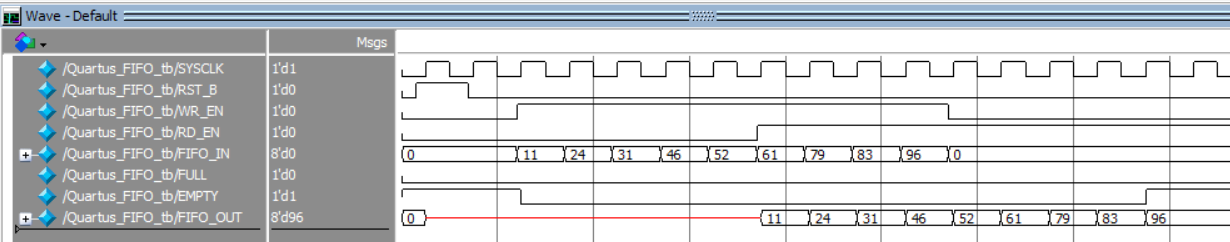 Wave - Default
Msgs
/Quartus_FIFO_tb/SYSCLK 1'd1
/Quartus_FIFO_tb/RST_B 1'd0
/Quartus_FIFO_tb/WR_EN 1'd0
/Quartus_FIFO_tb/RD_EN 1'd0
/Quartus_FIFO_tb/FIFO_IN 8'd0 0 11 24 31 46 52 61 79 83 96 0
/Quartus_FIFO_tb/FULL 1'd0
/Quartus_FIFO_tb/EMPTY 1'd1
/Quartus_FIFO_tb/FIFO_OUT 8'd96 0 11 24 31 46 52 61 79 83 96